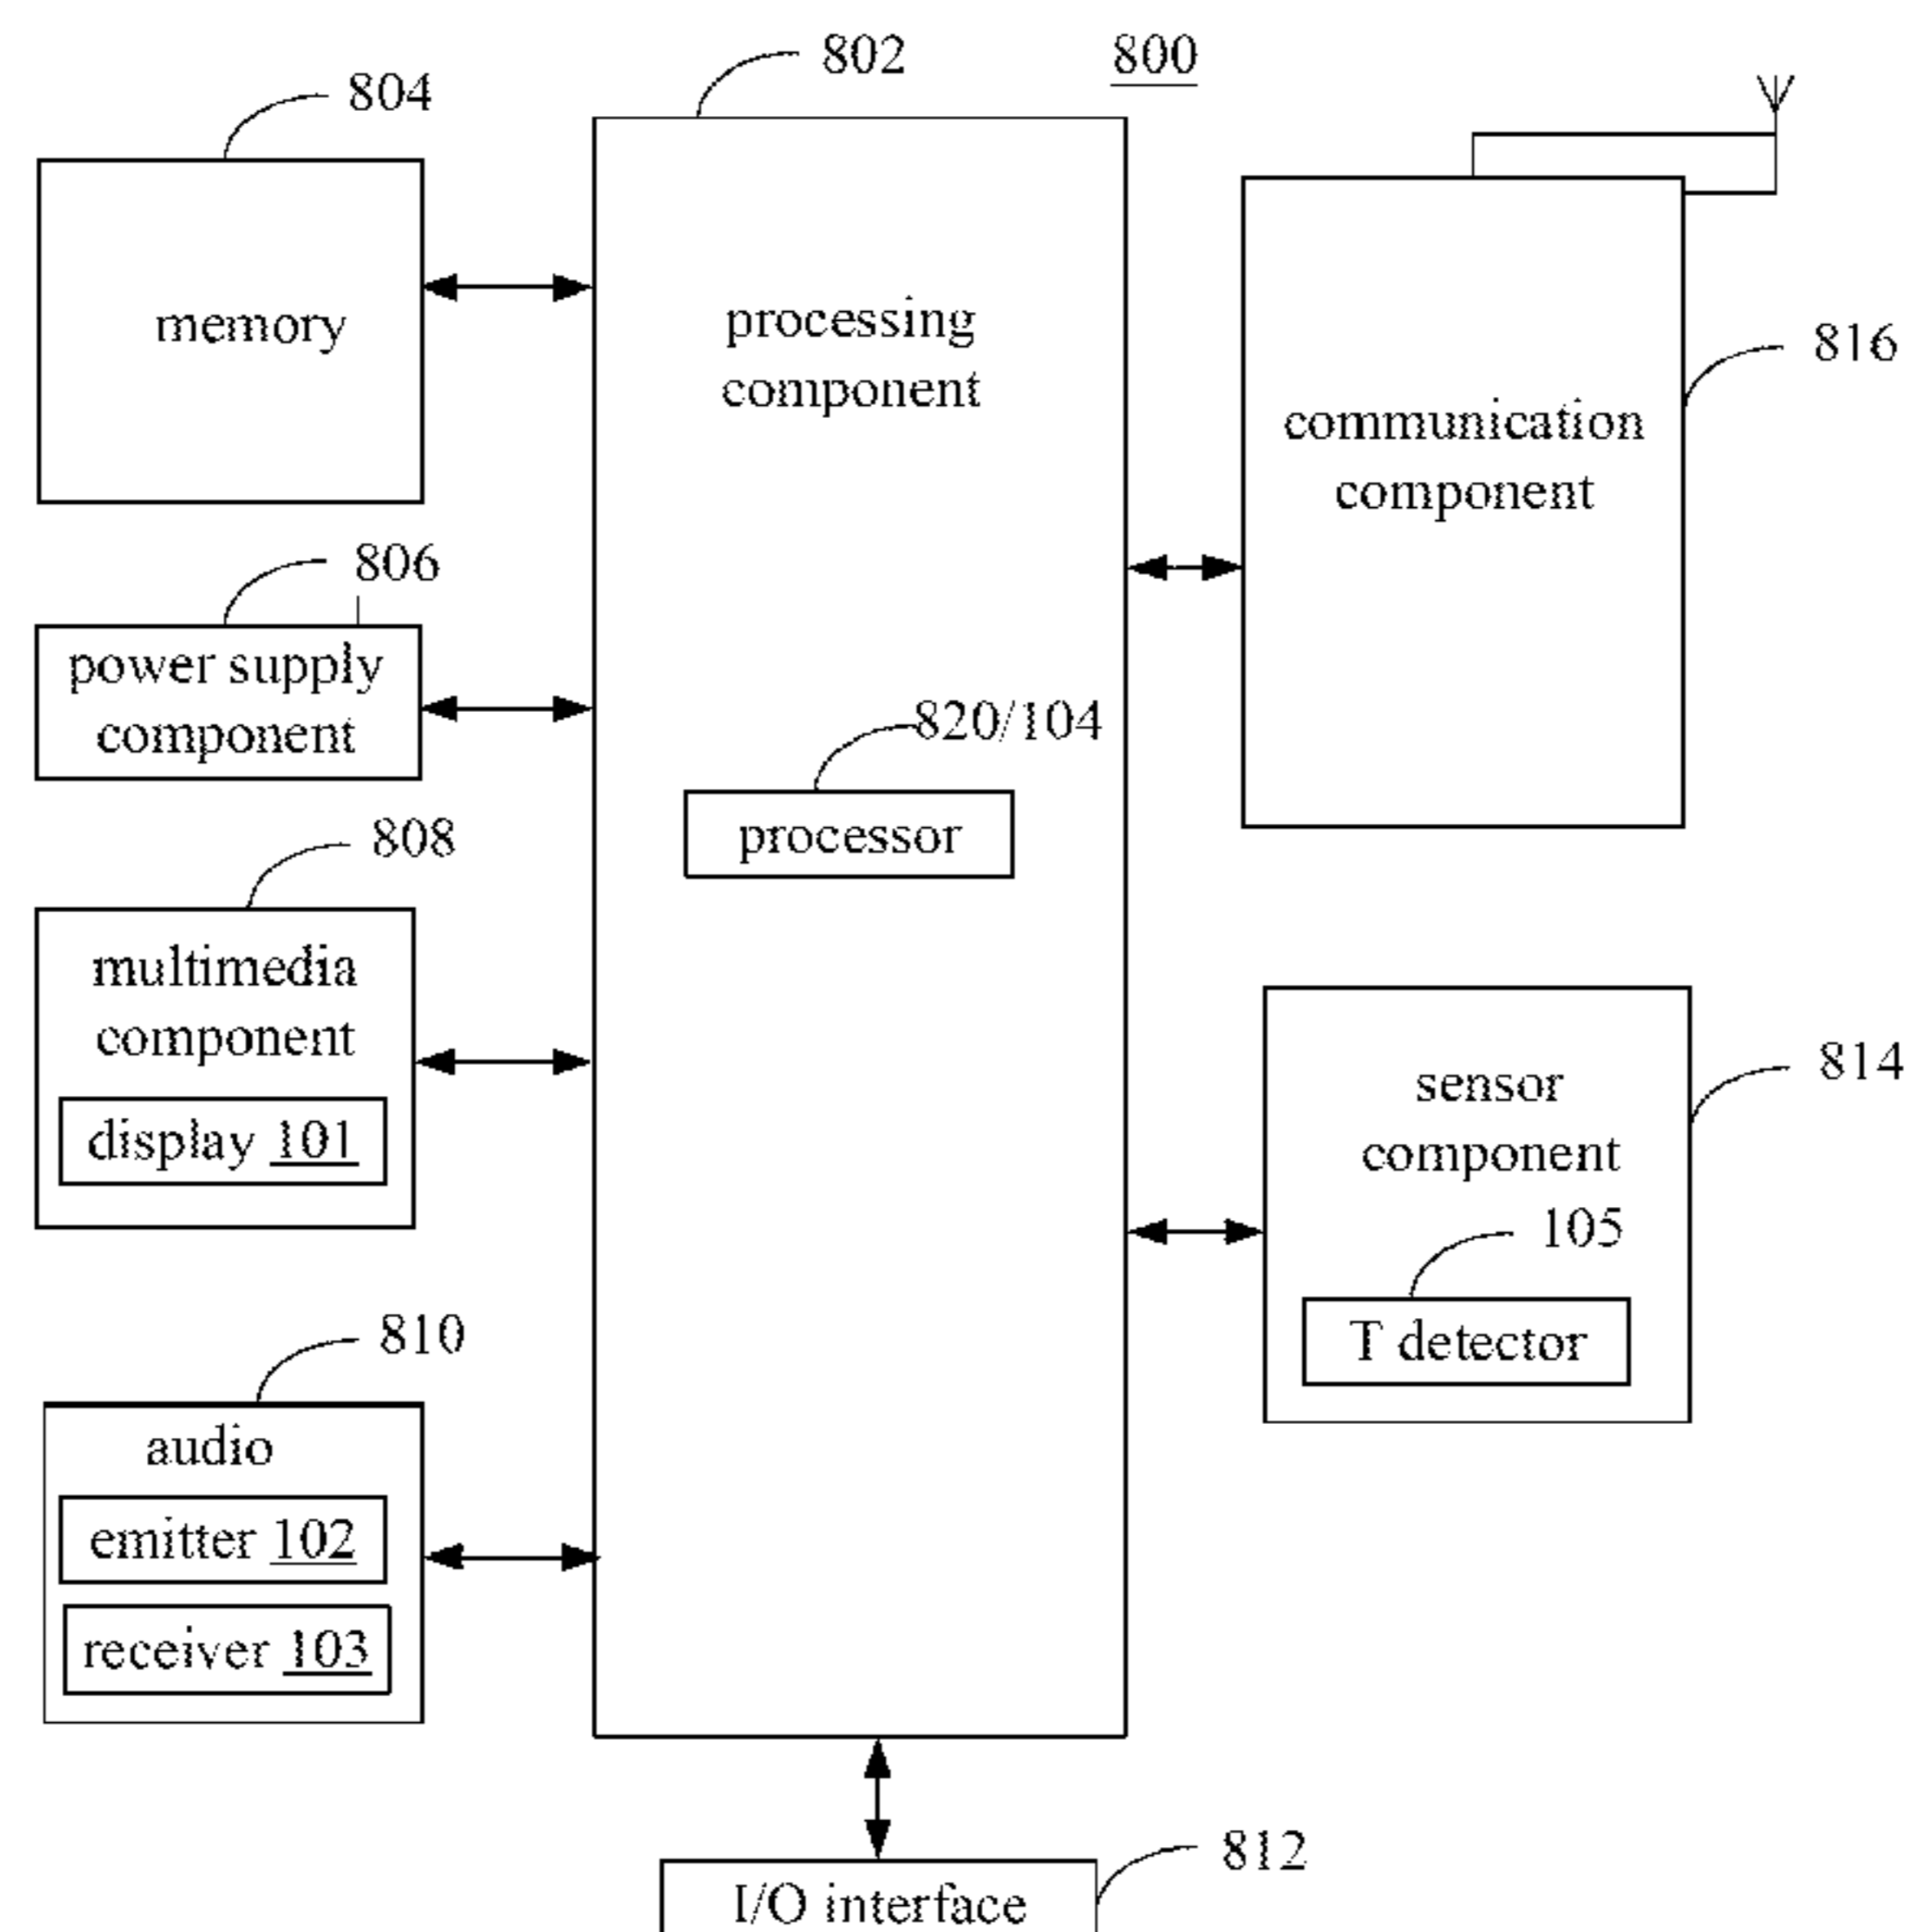 802
800
804
memory
processing
component
816
communication
component
806
power supply
component
820/104
processor
808
multimedia
component
display 101
814
sensor
component
105
T detector
810
audio
emitter 102
receiver 103
812
I/O interface